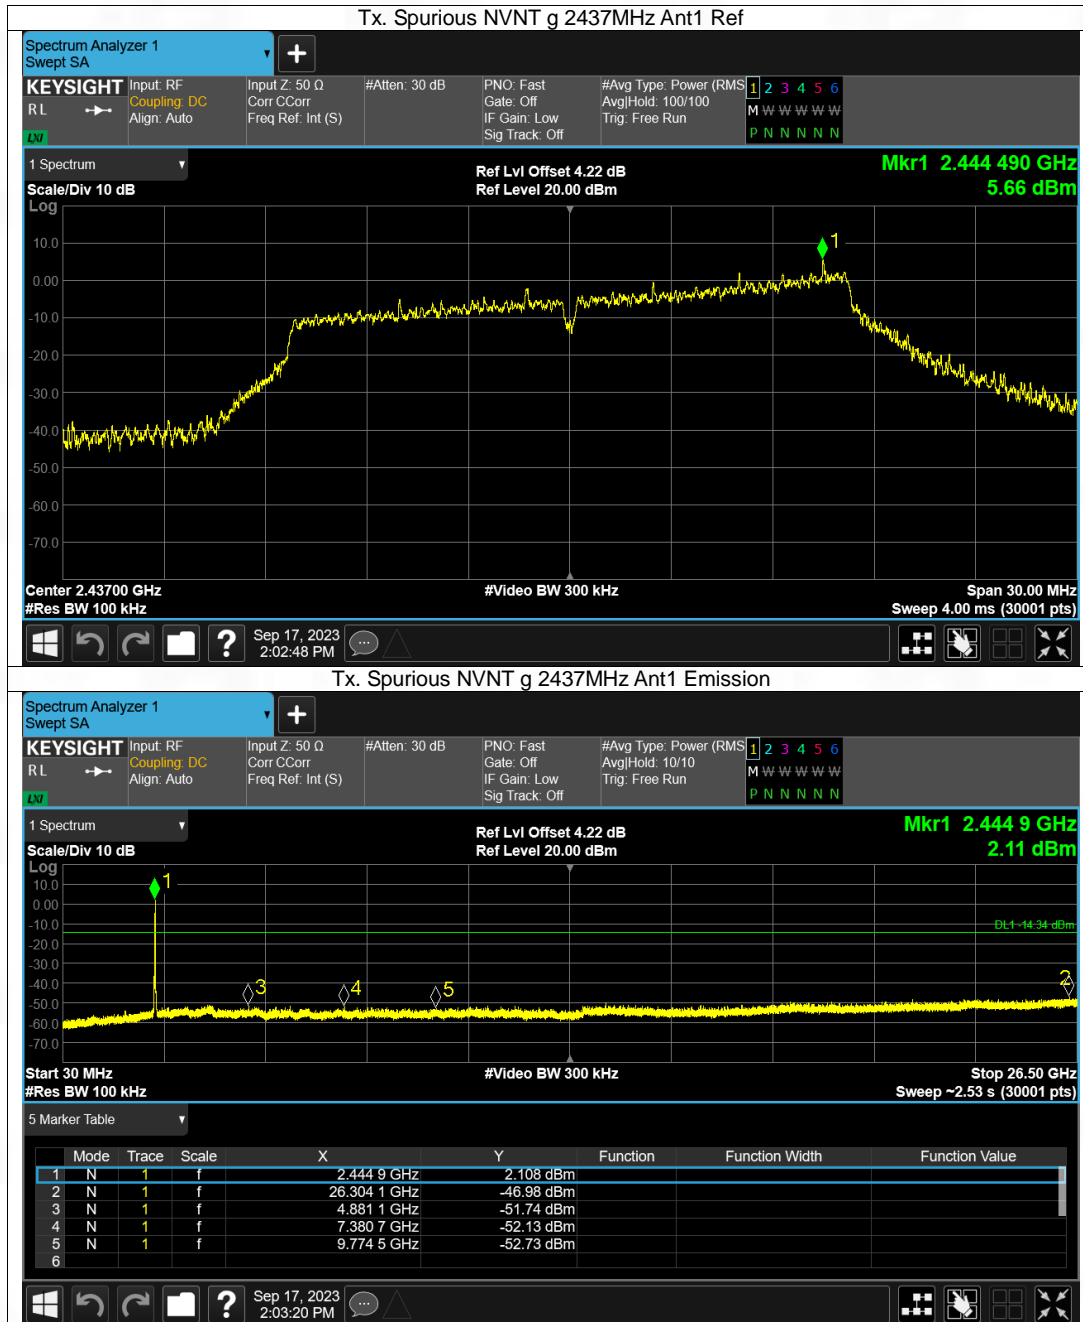 Tx. Spurious NVNT g 2437MHz Ant1 Ref
Spectrum Analyzer 1
Swept SA
KEYSIGHT Input: RF Input Z: 50 Ω #Atten: 30 dB PNO: Fast #Avg Type: Power (RMS 1 2 3 4 5 6
RL Coupling: DC Corr CCorr Gate: Off Avg|Hold: 100/100 M W W W W W
Align: Auto Freq Ref: Int (S) IF Gain: Low Trig: Free Run
LXI Sig Track: Off P N N N N N
1 Spectrum Ref Lvl Offset 4.22 dB Mkr1 2.444 490 GHz
Scale/Div 10 dB Ref Level 20.00 dBm 5.66 dBm
Log
1
10.0
0.00
-10.0
-20.0
-30.0
-40.0
-50.0
-60.0
-70.0
Center 2.43700 GHz #Video BW 300 kHz Span 30.00 MHz
#Res BW 100 kHz Sweep 4.00 ms (30001 pts)
? Sep 17, 2023
2:02:48 PM
Tx. Spurious NVNT g 2437MHz Ant1 Emission
Spectrum Analyzer 1
Swept SA
KEYSIGHT Input: RF Input Z: 50 Ω #Atten: 30 dB PNO: Fast #Avg Type: Power (RMS 1 2 3 4 5 6
RL Coupling: DC Corr CCorr Gate: Off Avg|Hold: 10/10 M W W W W W
Align: Auto Freq Ref: Int (S) IF Gain: Low Trig: Free Run
LXI Sig Track: Off P N N N N N
1 Spectrum Ref Lvl Offset 4.22 dB Mkr1 2.444 9 GHz
Scale/Div 10 dB Ref Level 20.00 dBm 2.11 dBm
Log
1
10.0
0.00
-10.0 DL1 -14.34 dBm
-20.0
-30.0
-40.0 3 4 5 2
-50.0
-60.0
-70.0
Start 30 MHz #Video BW 300 kHz Stop 26.50 GHz
#Res BW 100 kHz Sweep ~2.53 s (30001 pts)
5 Marker Table
Mode Trace Scale X Y Function Function Width Function Value
1 N 1 f 2.444 9 GHz 2.108 dBm
2 N 1 f 26.304 1 GHz -46.98 dBm
3 N 1 f 4.881 1 GHz -51.74 dBm
4 N 1 f 7.380 7 GHz -52.13 dBm
5 N 1 f 9.774 5 GHz -52.73 dBm
6
? Sep 17, 2023
2:03:20 PM